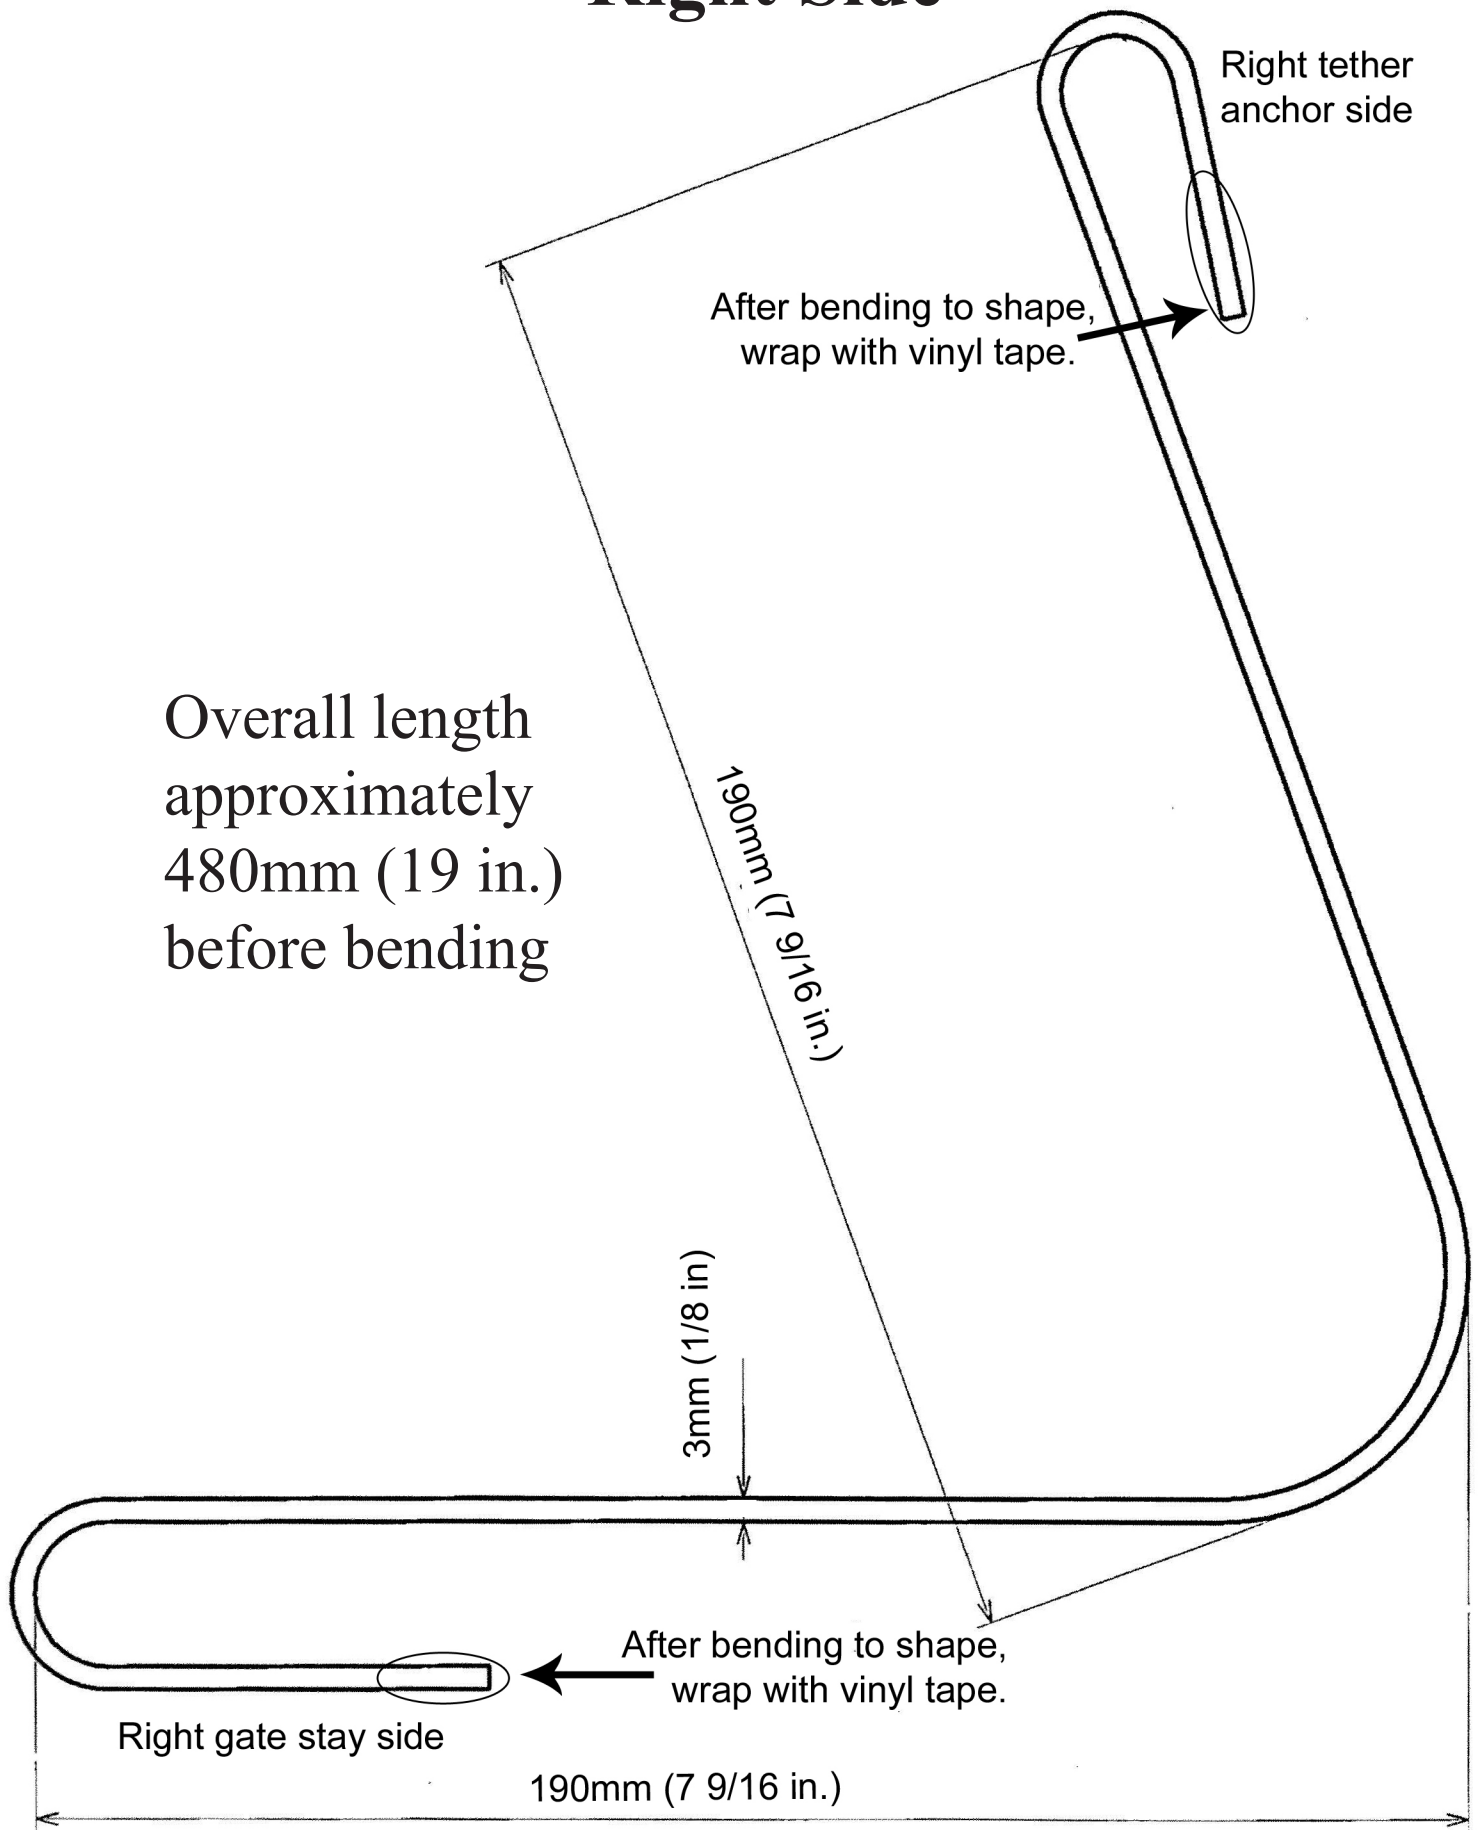 Right Side
Right tether
anchor side
After bending to shape,
wrap with vinyl tape.
Overall length
approximately
480mm (19 in.)
before bending
190mm (7 9/16 in.)
3mm (1/8 in)
After bending to shape,
wrap with vinyl tape.
Right gate stay side
190mm (7 9/16 in.)